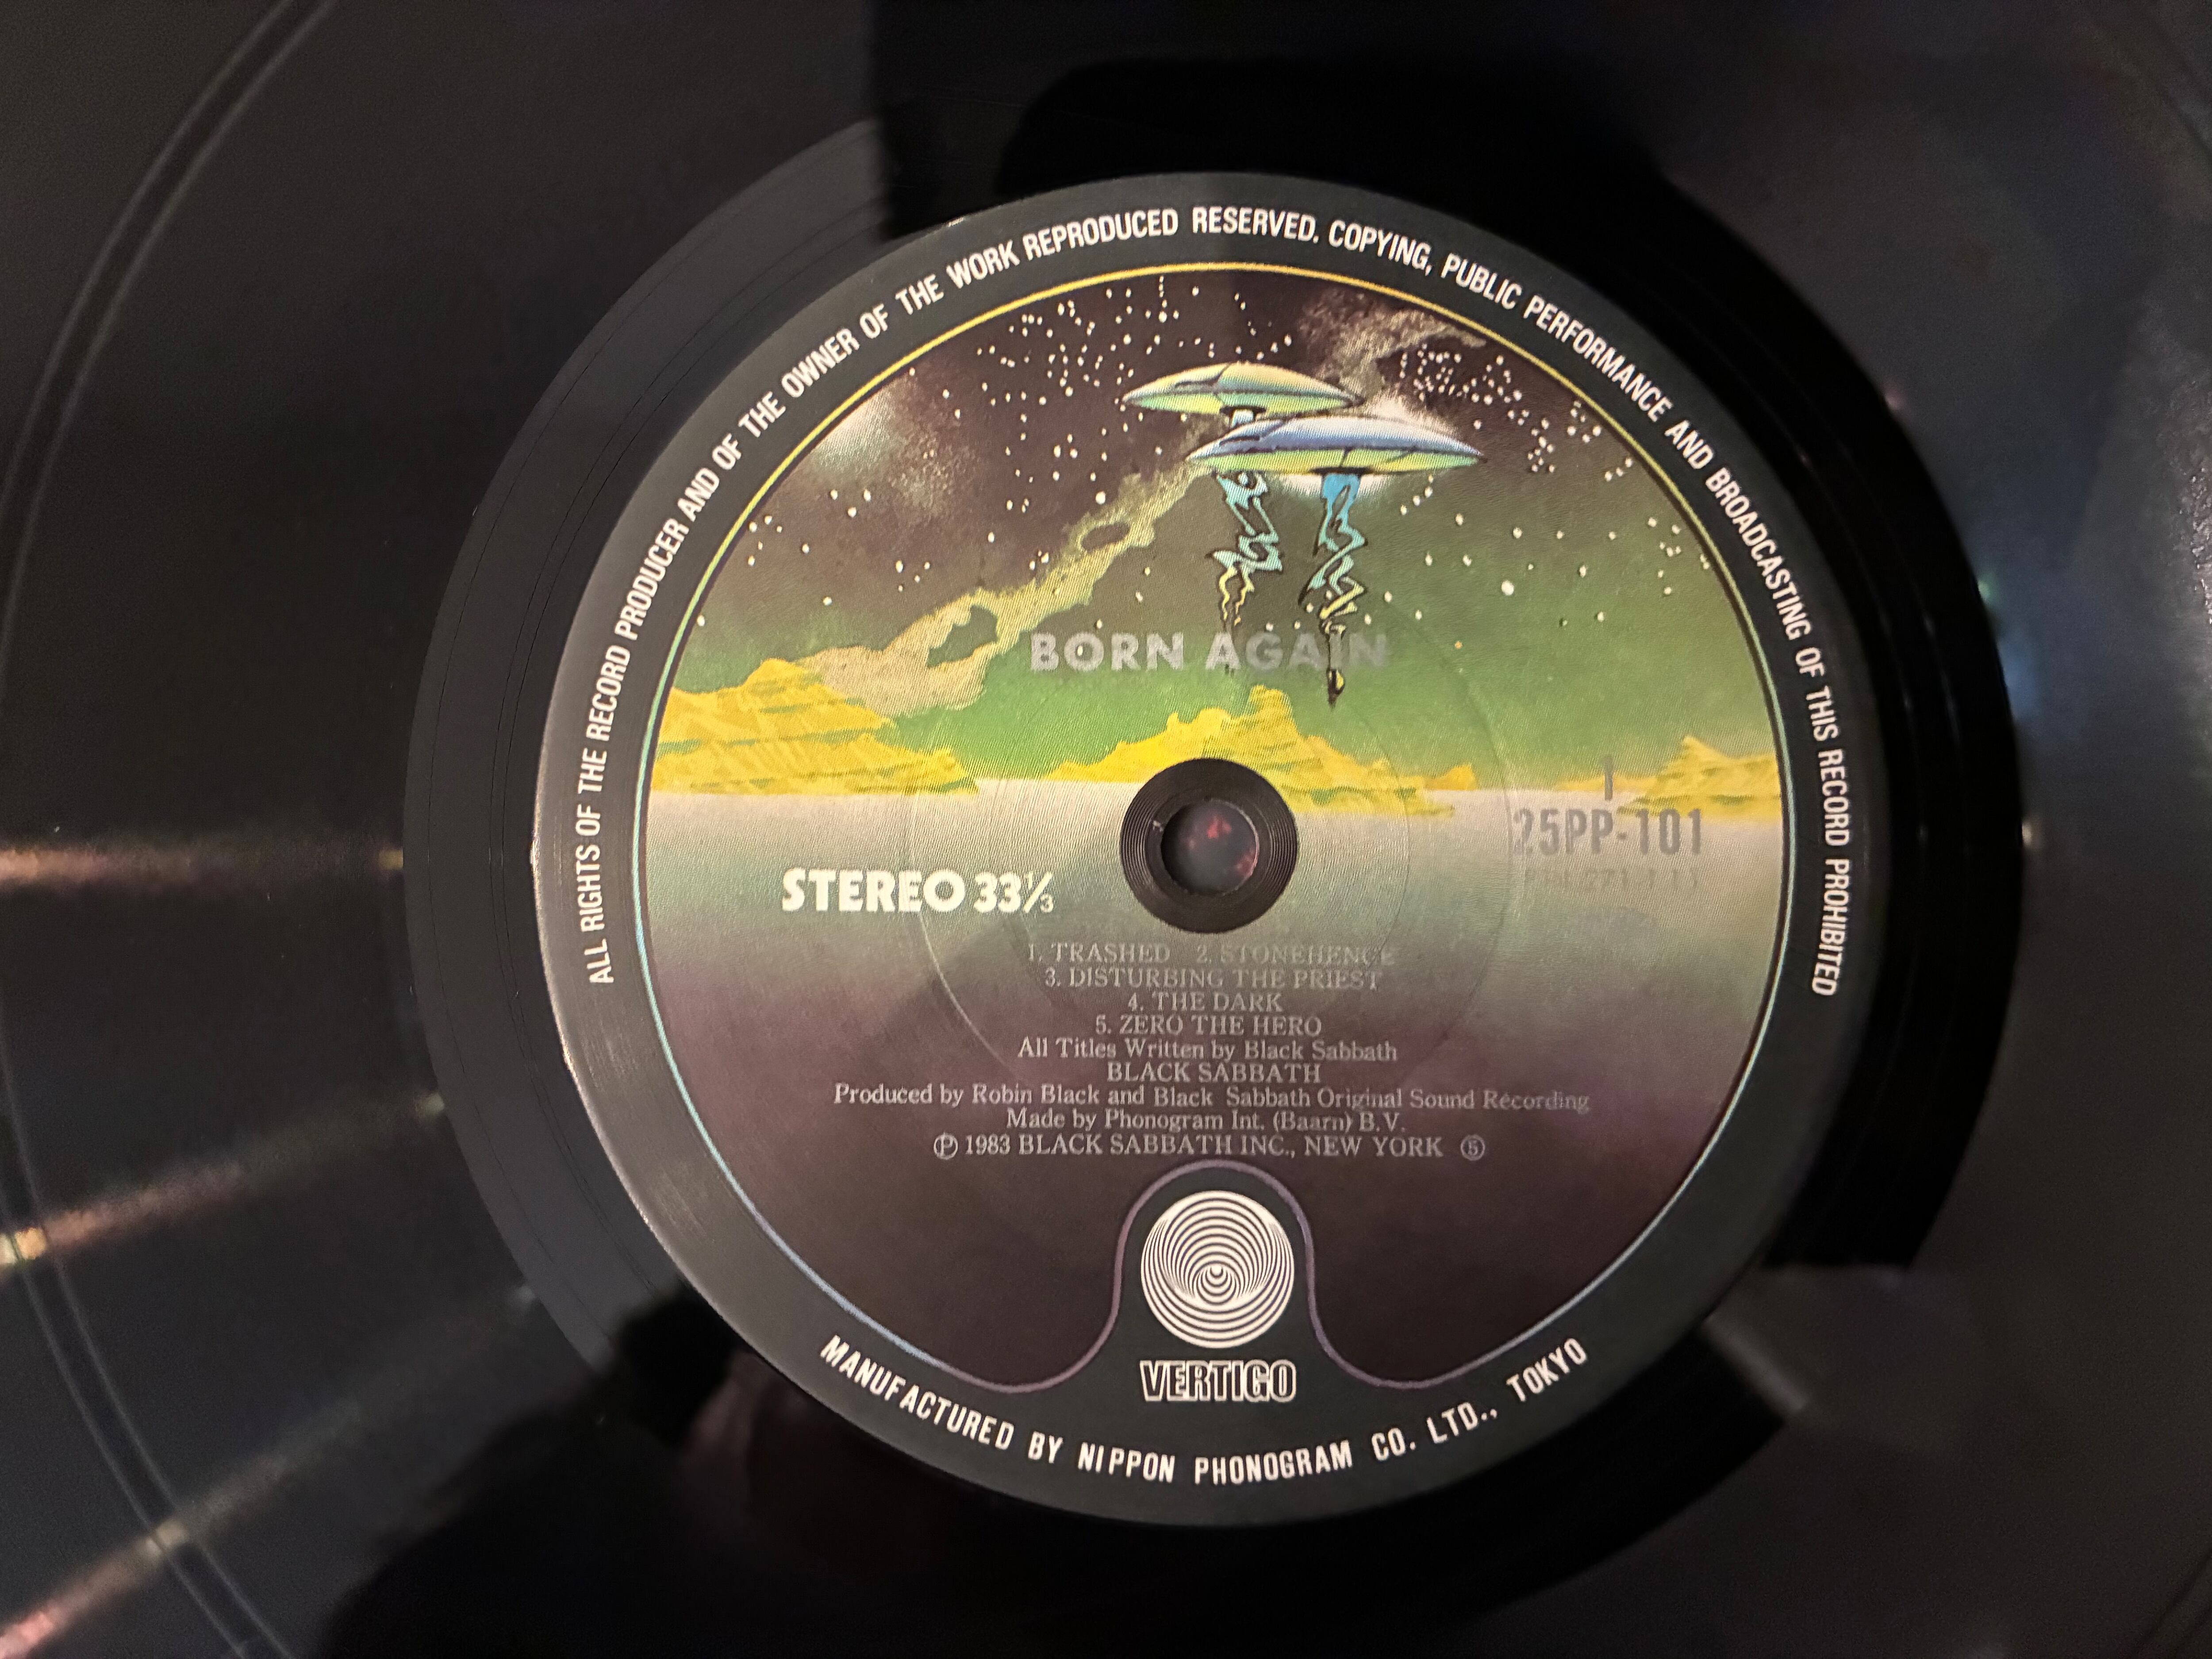 ALL RIGHTS OF THE RECORD PRODUCER AND OF THE OWNER OF THE WORK REPRODUCED RESERVED. COPYING, PUBLIC PERFORMANCE AND BROADCASTING OF THIS RECORD PROHIBITED
BORN AGAIN
1
25PP-101
STEREO 33⅓
1. TRASHED 2. STONEHENGE
3. DISTURBING THE PRIEST
4. THE DARK
5. ZERO THE HERO
All Titles Written by Black Sabbath
BLACK SABBATH
Produced by Robin Black and Black Sabbath Original Sound Recording
Made by Phonogram Int. (Baarn) B.V.
Ⓟ 1983 BLACK SABBATH INC., NEW YORK ⑤
VERTIGO
MANUFACTURED BY NIPPON PHONOGRAM CO. LTD., TOKYO